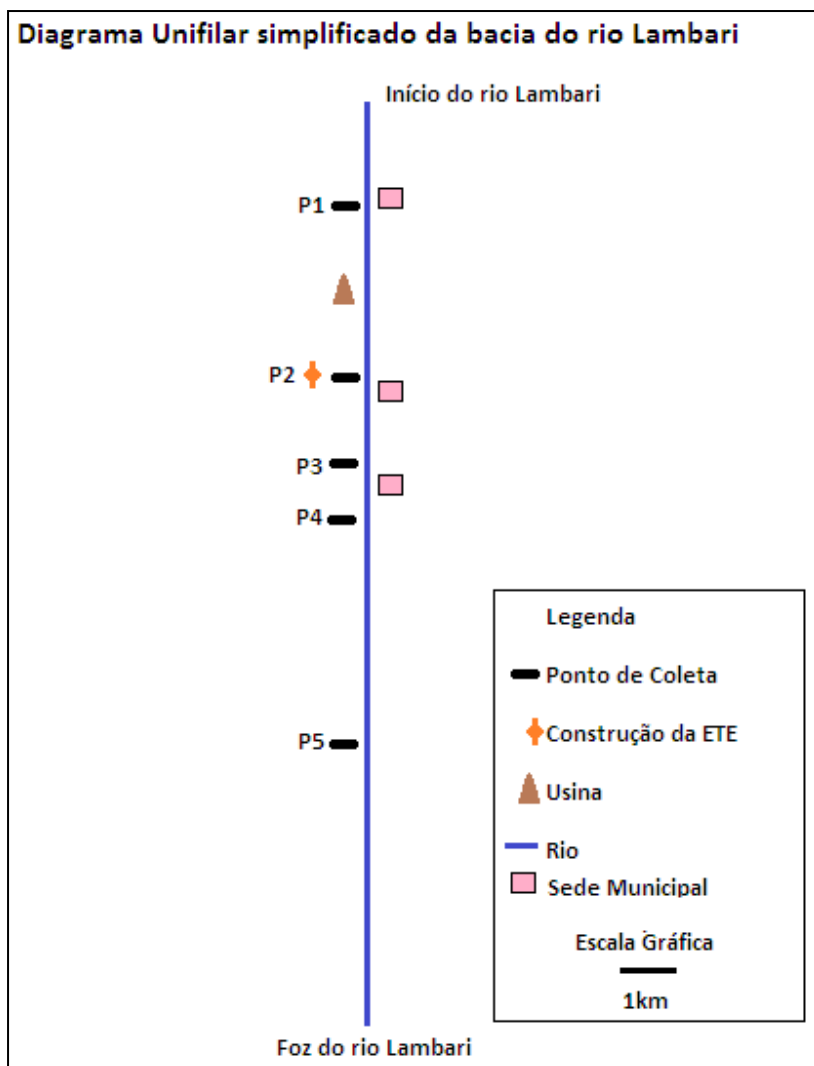 Diagrama Unifilar simplificado da bacia do rio Lambari
Início do rio Lambari
P1
P2
P3
P4
P5
Legenda
Ponto de Coleta
Construção da ETE
Usina
Rio
Sede Municipal
Escala Gráfica
1km
Foz do rio Lambari